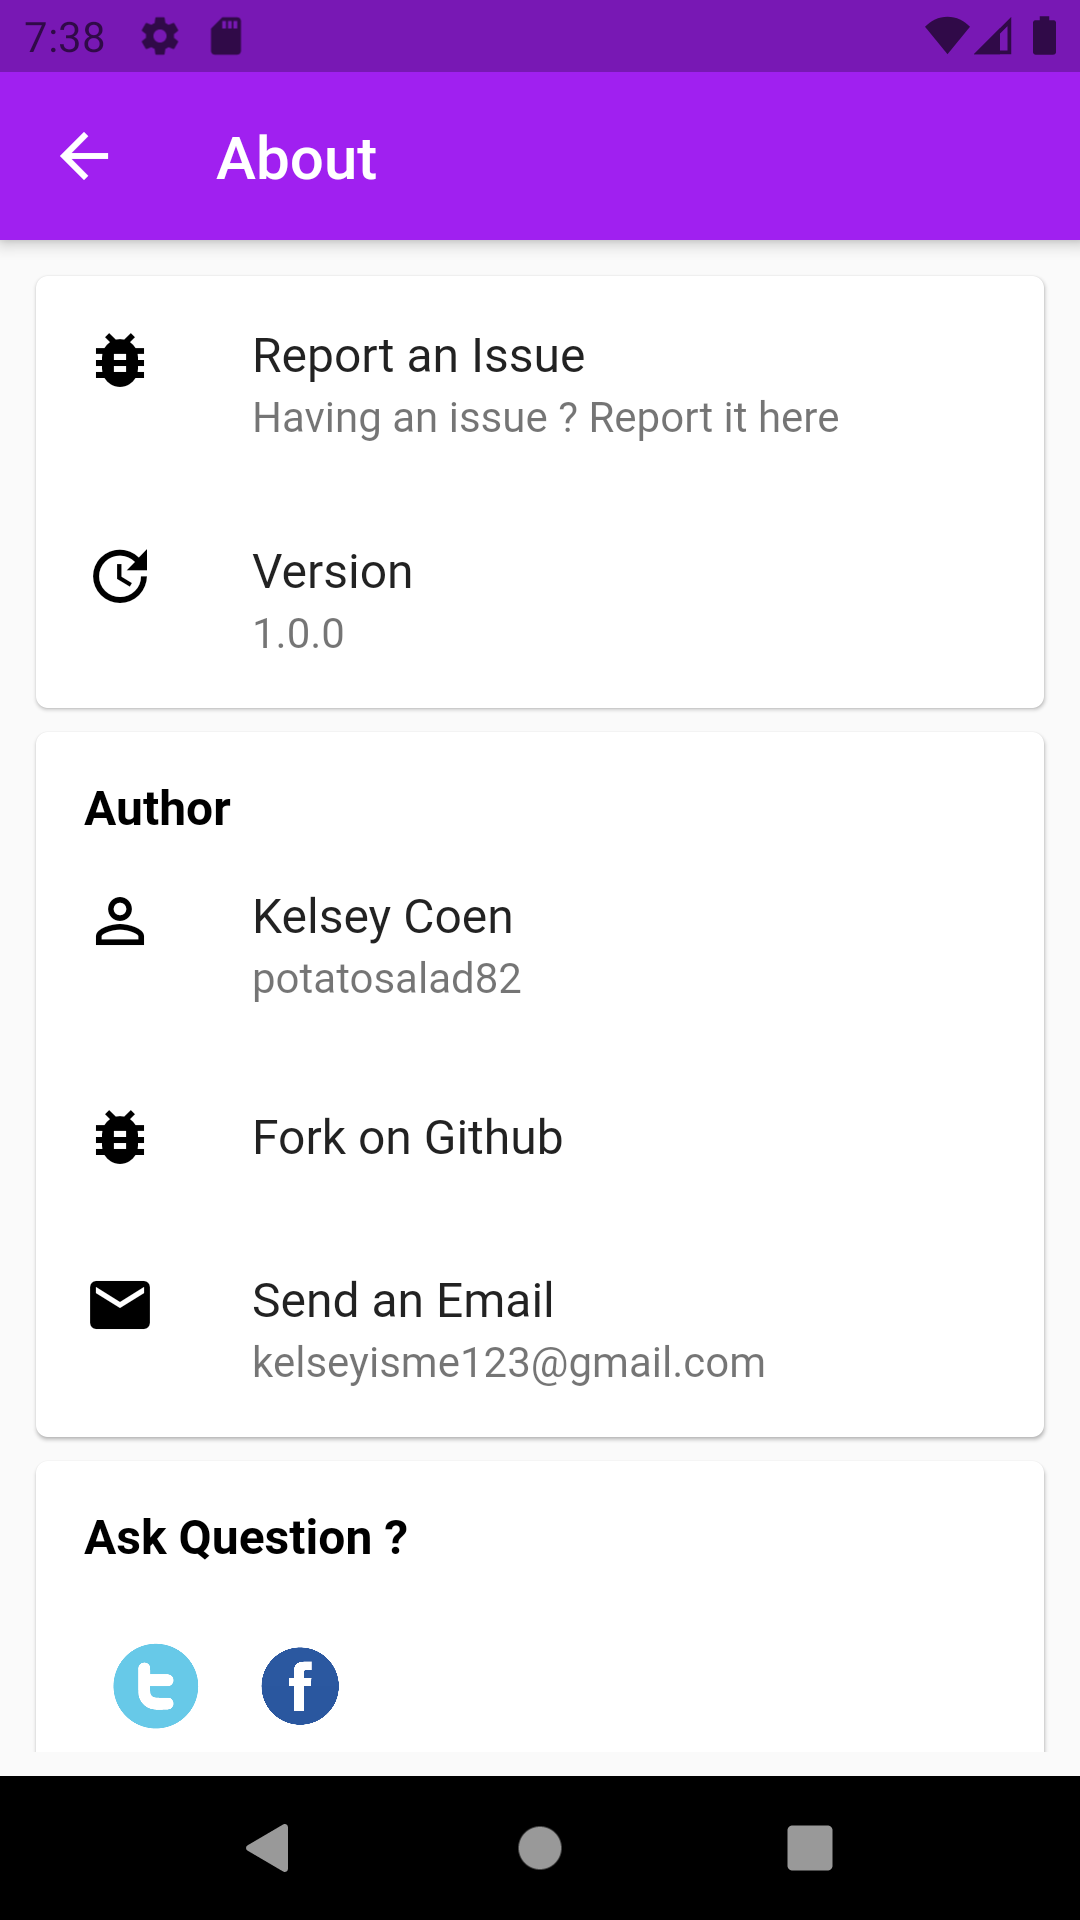 7:38
About
Report an Issue
Having an issue ? Report it here
Version
1.0.0
Author
Kelsey Coen
potatosalad82
Fork on Github
Send an Email
kelseyisme123@gmail.com
Ask Question ?